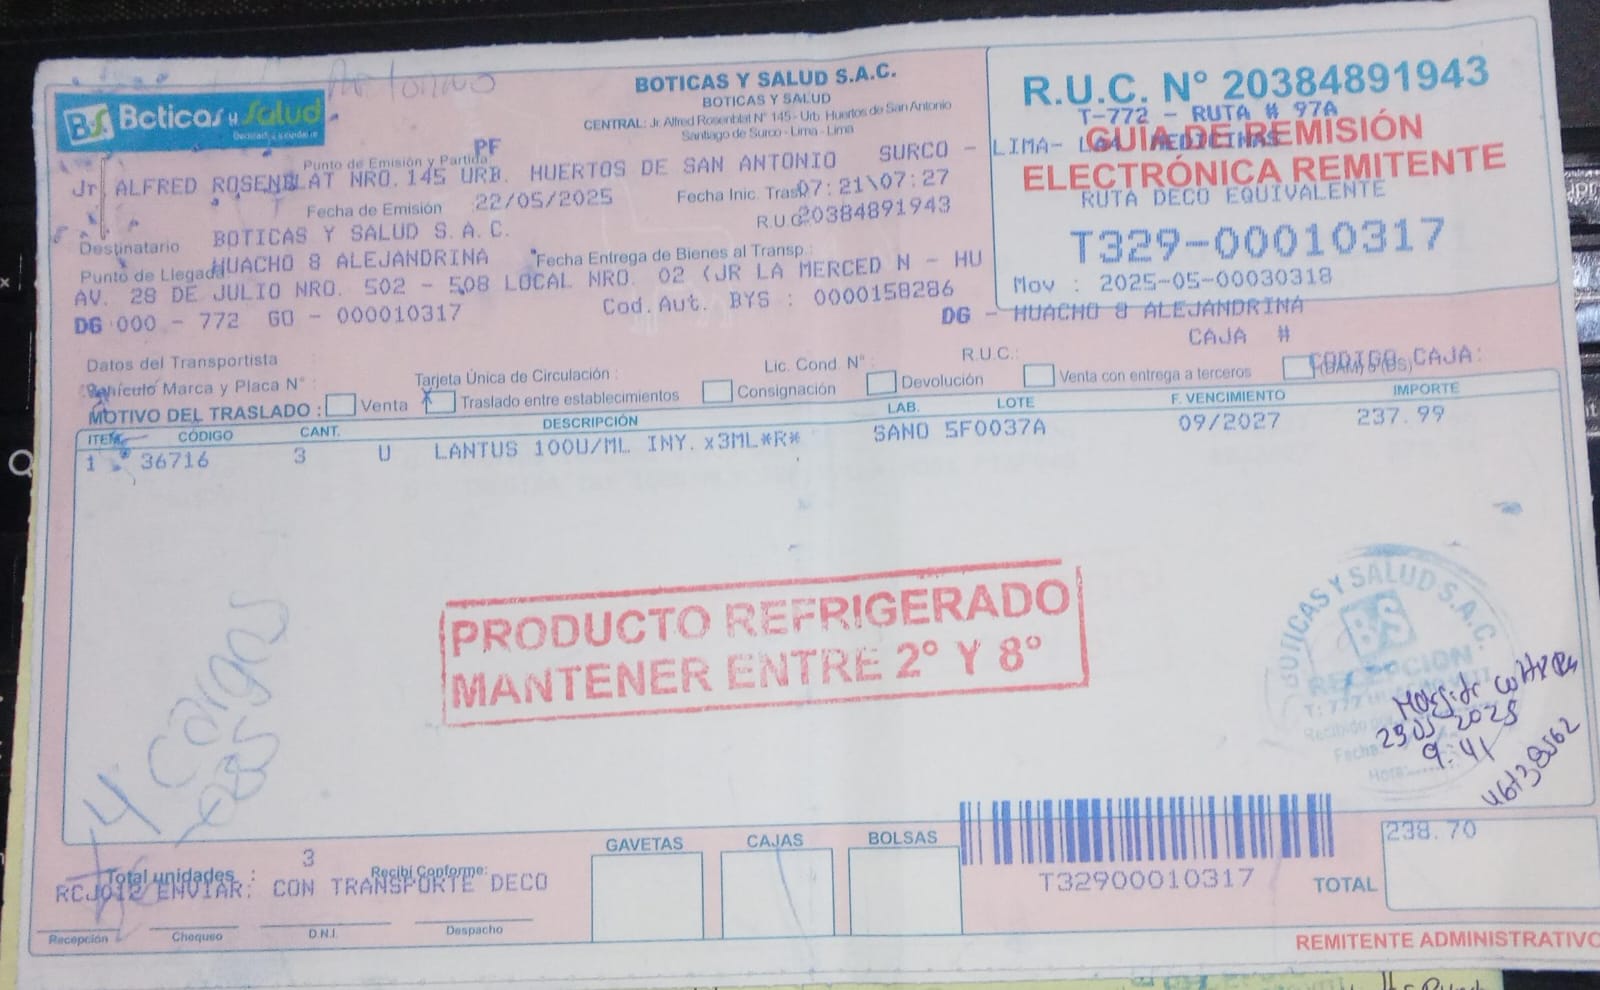 Antonio
BS Boticas y Salud
BOTICAS Y SALUD S.A.C.
BOTICAS Y SALUD
CENTRAL: Jr. Alfred Rosenblat N° 145 - Urb. Huertos de San Antonio
Santiago de Surco - Lima - Lima
R.U.C. N° 20384891943
T-772 - RUTA # 97A
GUIA DE REMISIÓN
ELECTRÓNICA REMITENTE
RUTA DECO EQUIVALENTE
T329-00010317
Mov : 2025-05-00030318
PF
Punto de Emisión y Partida
Jr ALFRED ROSENBLAT NRO. 145 URB. HUERTOS DE SAN ANTONIO SURCO - LIMA- MEDICINAS
Fecha de Emisión 22/05/2025 Fecha Inic. Tras 07:21\07:27
Destinatario BOTICAS Y SALUD S.A.C. R.U.C 20384891943
Punto de Llegada HUACHO 8 ALEJANDRINA Fecha Entrega de Bienes al Transp.:
AV. 28 DE JULIO NRO. 502 - 508 LOCAL NRO. 02 (JR LA MERCED N - HU
DG 000 - 772 GO - 000010317 Cod.Aut. BYS : 0000158286 DG - HUACHO 8 ALEJANDRINA
CAJA #
Datos del Transportista
Vehículo Marca y Placa N° : Tarjeta Única de Circulación : Lic. Cond. N° : R.U.C.: CODIGO CAJA:
MOTIVO DEL TRASLADO : Venta X Traslado entre establecimientos Consignación Devolución Venta con entrega a terceros
ITEM CÓDIGO CANT. DESCRIPCIÓN LAB. LOTE F. VENCIMIENTO IMPORTE
1 36716 3 U LANTUS 100U/ML INY. x3ML*R* SANO 5F0037A 09/2027 237.99
PRODUCTO REFRIGERADO
MANTENER ENTRE 2° Y 8°
BOTICAS Y SALUD S.A.C.
BS
RECEPCION
Fecha:
Hora:
2025
9:41
Cargos
GAVETAS CAJAS BOLSAS
T32900010317
TOTAL 238.70
Total unidades : 3 Recibí Conforme:
RCJ012 ENVIAR: CON TRANSPORTE DECO
Recepción Chequeo D.N.I. Despacho
REMITENTE ADMINISTRATIVO